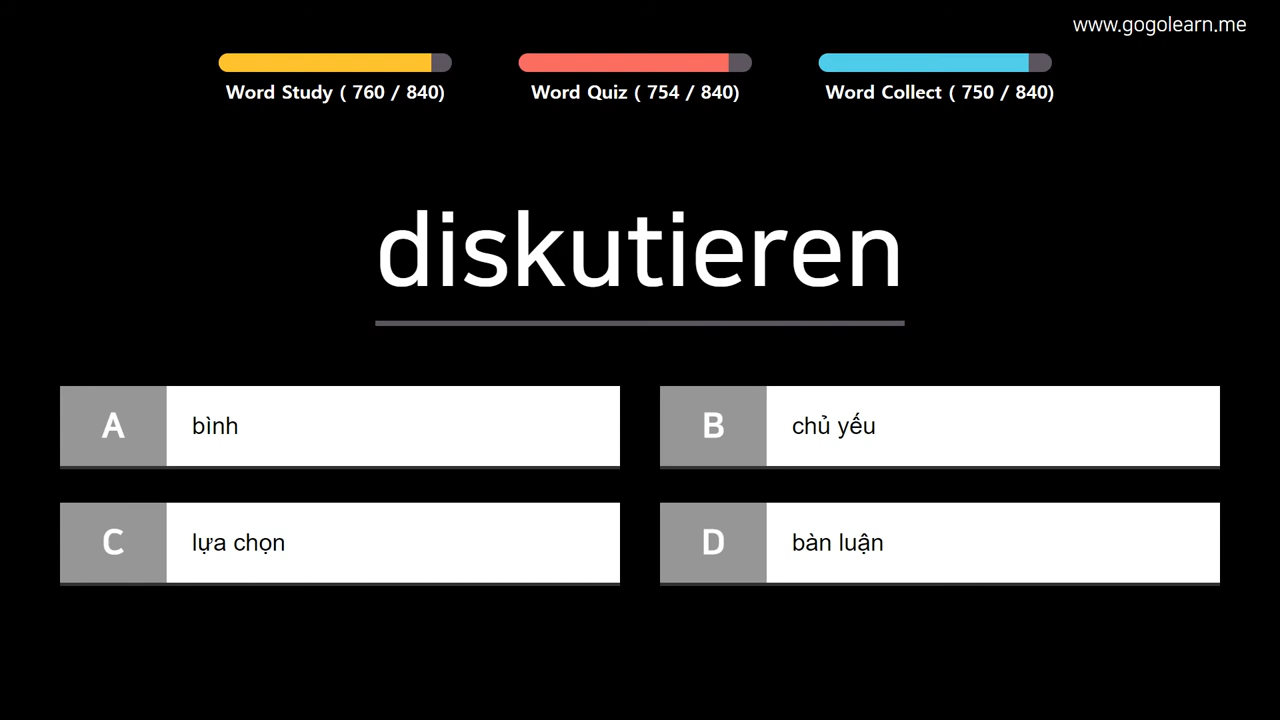 www.gogolearn.me
Word Study ( 760 / 840)
Word Quiz ( 754 / 840)
Word Collect ( 750 / 840)
diskutieren
A
bình
B
chủ yếu
C
lựa chọn
D
bàn luận